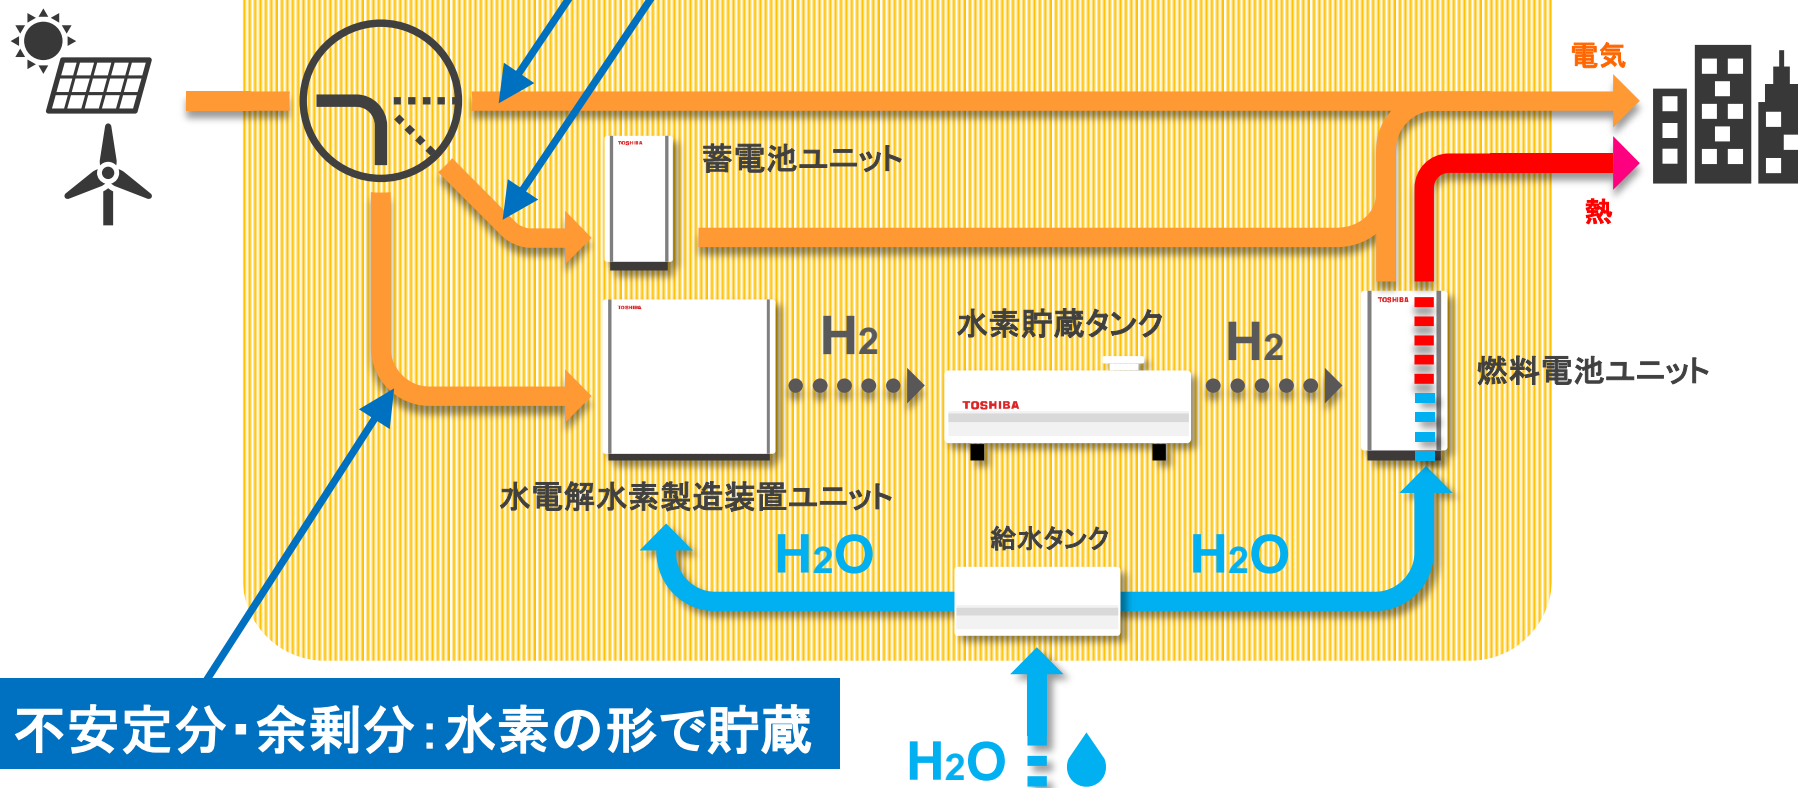 電気
TOSHIBA
蓄電池ユニット
熱
TOSHIBA
TOSHIBA
H2
水素貯蔵タンク
H2
燃料電池ユニット
TOSHIBA
水電解水素製造装置ユニット
給水タンク
H2O
H2O
不安定分・余剰分：水素の形で貯蔵
H2O